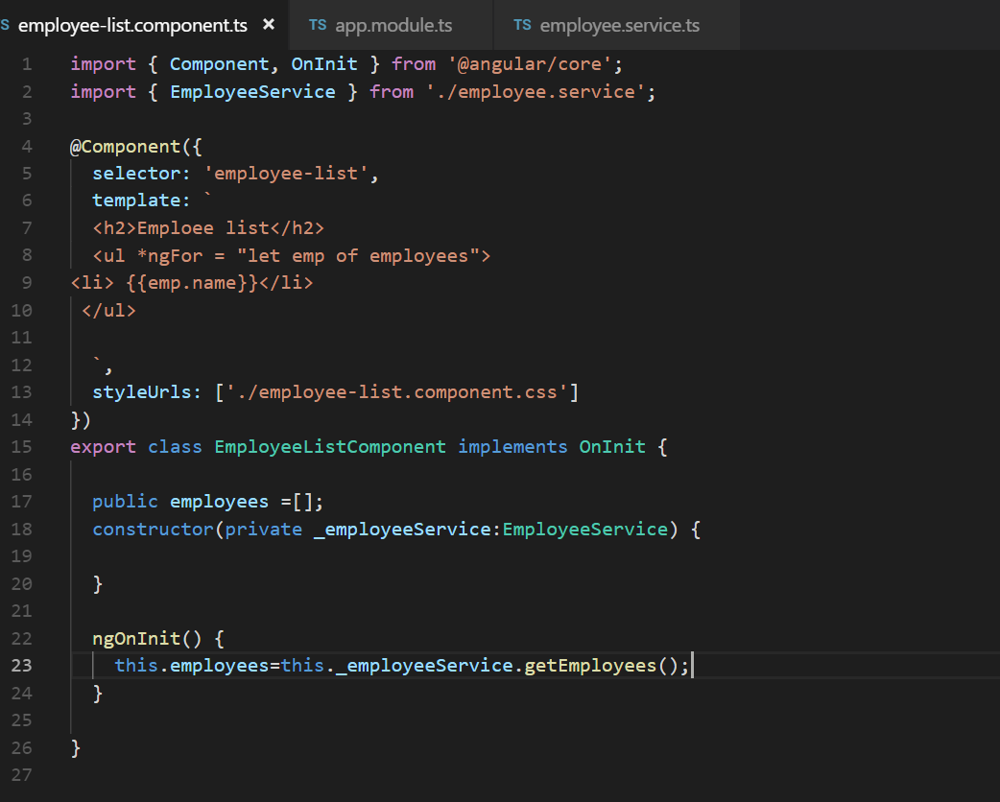 S employee-list.component.ts × TS app.module.ts TS employee.service.ts
1 import { Component, OnInit } from '@angular/core';
2 import { EmployeeService } from './employee.service';
3
4 @Component({
5   selector: 'employee-list',
6   template: `
7   <h2>Emploee list</h2>
8   <ul *ngFor = "let emp of employees">
9 <li> {{emp.name}}</li>
10  </ul>
11
12   `,
13   styleUrls: ['./employee-list.component.css']
14 })
15 export class EmployeeListComponent implements OnInit {
16
17   public employees =[];
18   constructor(private _employeeService:EmployeeService) {
19
20   }
21
22   ngOnInit() {
23     this.employees=this._employeeService.getEmployees();
24   }
25
26 }
27